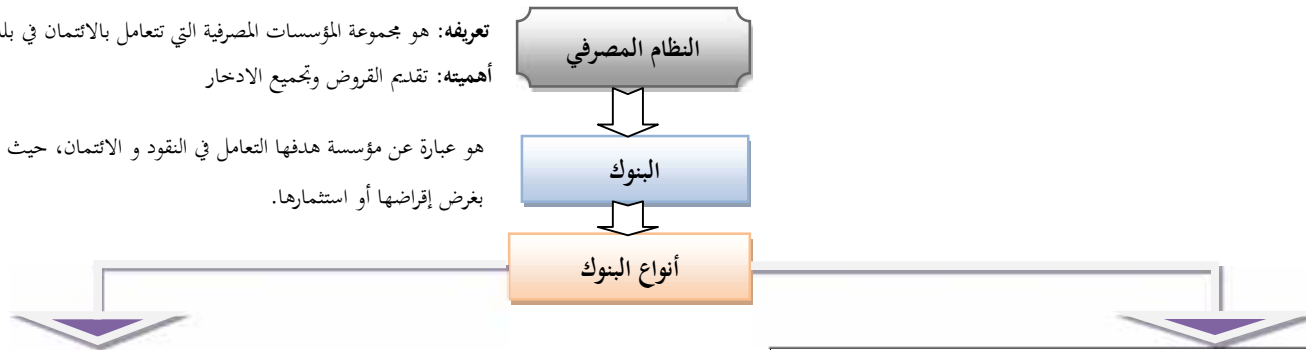 النظام المصرفي
تعريفه: هو مجموعة المؤسسات المصرفية التي تتعامل بالائتمان في
أهميته: تقديم القروض وتجميع الادخار
البنوك
هو عبارة عن مؤسسة هدفها التعامل في النقود و الائتمان، حيث
بغرض إقراضها أو استثمارها.
أنواع البنوك